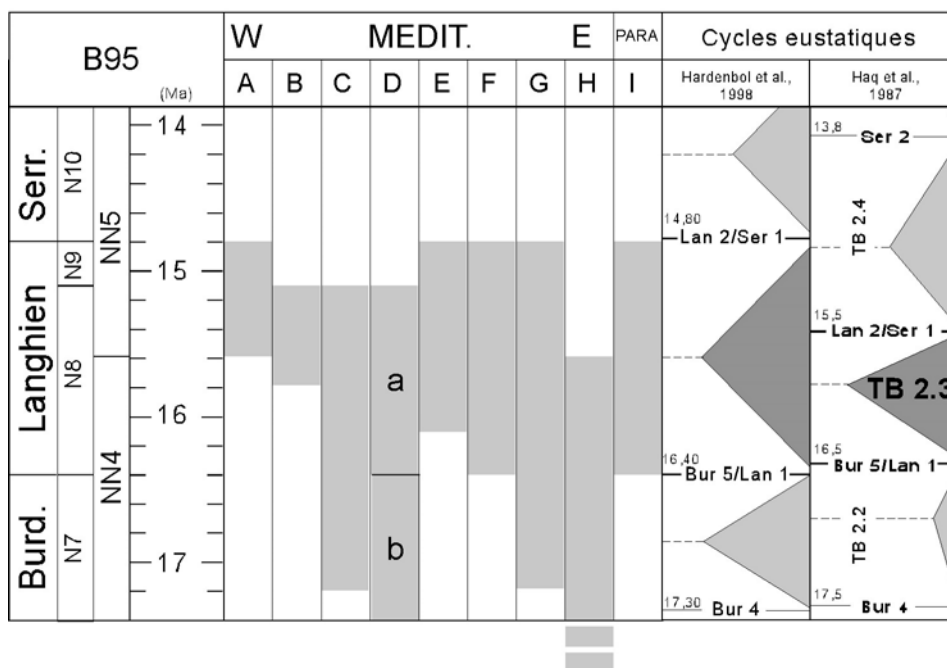 B95
(Ma)
W MEDIT. E
PARA
Cycles eustatiques
A B C D E F G H I
Hardenbol et al., 1998
Haq et al., 1987
Serr.
Langhien
Burd.
N10
N9
N8
N7
NN5
NN4
14
15
16
17
a
b
14,80
Lan 2/Ser 1
16,40
Bur 5/Lan 1
17,30
Bur 4
13,8
Ser 2
TB 2.4
15,5
Lan 2/Ser 1
TB 2.3
16,5
Bur 5/Lan 1
TB 2.2
17,5
Bur 4